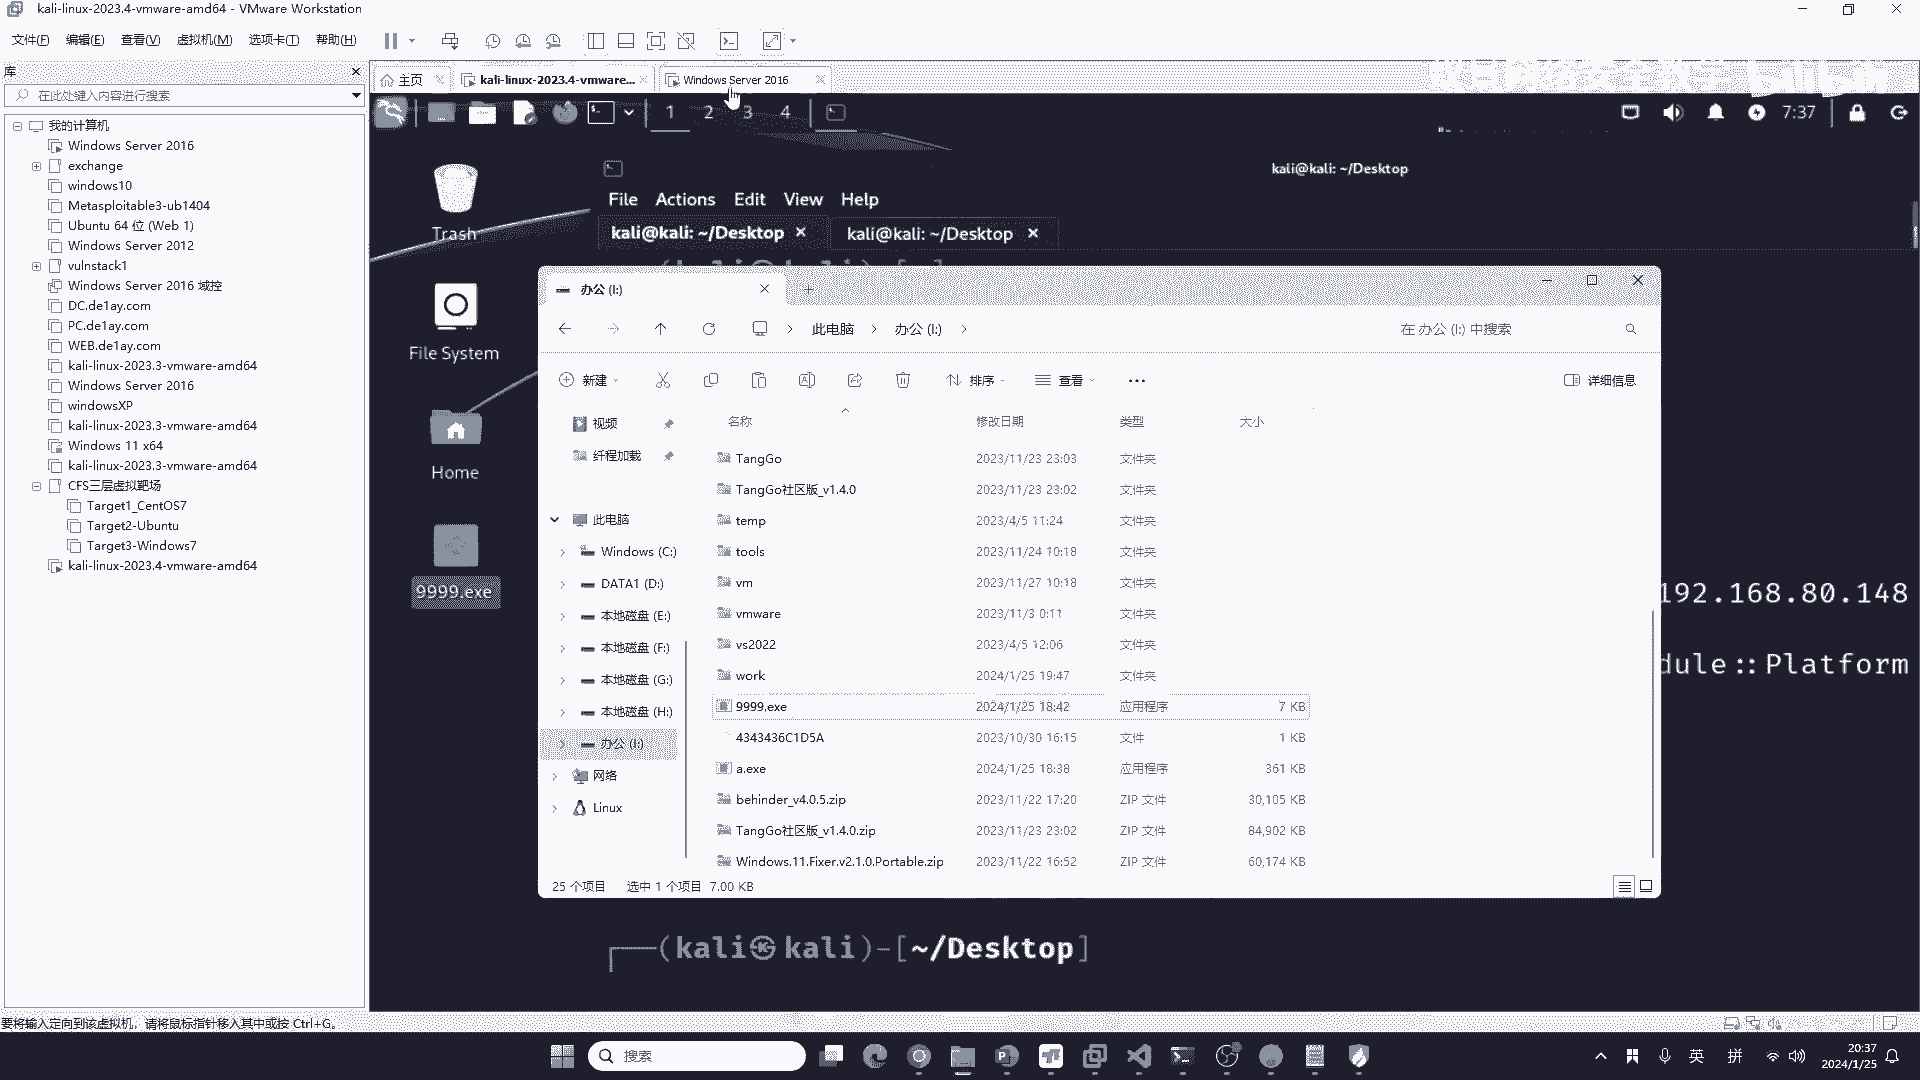 kali-linux-2023.4-vmware-amd64 - VMware Workstation
文件(F) 编辑(E) 查看(V) 虚拟机(M) 选项卡(T) 帮助(H)
库
在此处键入内容进行搜索
我的计算机
Windows Server 2016
exchange
windows10
Metasploitable3-ub1404
Ubuntu 64 位 (Web 1)
Windows Server 2012
vulnstack1
Windows Server 2016 域控
DC.de1ay.com
PC.de1ay.com
WEB.de1ay.com
kali-linux-2023.3-vmware-amd64
Windows Server 2016
windowsXP
kali-linux-2023.3-vmware-amd64
Windows 11 x64
kali-linux-2023.3-vmware-amd64
CFS三层虚拟靶场
Target1_CentOS7
Target2-Ubuntu
Target3-Windows7
kali-linux-2023.4-vmware-amd64
主页 kali-linux-2023.4-vmware... Windows Server 2016
1 2 3 4 7:37
kali@kali: ~/Desktop
File Actions Edit View Help
kali@kali: ~/Desktop kali@kali: ~/Desktop
Trash
File System
Home
9999.exe
办公 (I:)
此电脑 办公 (I:) 在 办公 (I:) 中搜索
新建 排序 查看 详细信息
视频
纤程加载
此电脑
Windows (C:)
DATA1 (D:)
本地磁盘 (E:)
本地磁盘 (F:)
本地磁盘 (G:)
本地磁盘 (H:)
办公 (I:)
网络
Linux
名称 修改日期 类型 大小
TangGo 2023/11/23 23:03 文件夹
TangGo社区版_v1.4.0 2023/11/23 23:02 文件夹
temp 2023/4/5 11:24 文件夹
tools 2023/11/24 10:18 文件夹
vm 2023/11/27 10:18 文件夹
vmware 2023/11/3 0:11 文件夹
vs2022 2023/4/5 12:06 文件夹
work 2024/1/25 19:47 文件夹
9999.exe 2024/1/25 18:42 应用程序 7 KB
4343436C1D5A 2023/10/30 16:15 文件 1 KB
a.exe 2024/1/25 18:38 应用程序 361 KB
behinder_v4.0.5.zip 2023/11/22 17:20 ZIP 文件 30,105 KB
TangGo社区版_v1.4.0.zip 2023/11/23 23:02 ZIP 文件 84,902 KB
Windows.11.Fixer.v2.1.0.Portable.zip 2023/11/22 16:52 ZIP 文件 60,174 KB
25 个项目 选中 1 个项目 7.00 KB
192.168.80.148
dule::Platform
(kali㉿kali)-[~/Desktop]
要将输入定向到该虚拟机，请将鼠标指针移入其中或按 Ctrl+G。
搜索
英 拼 20:37
2024/1/25